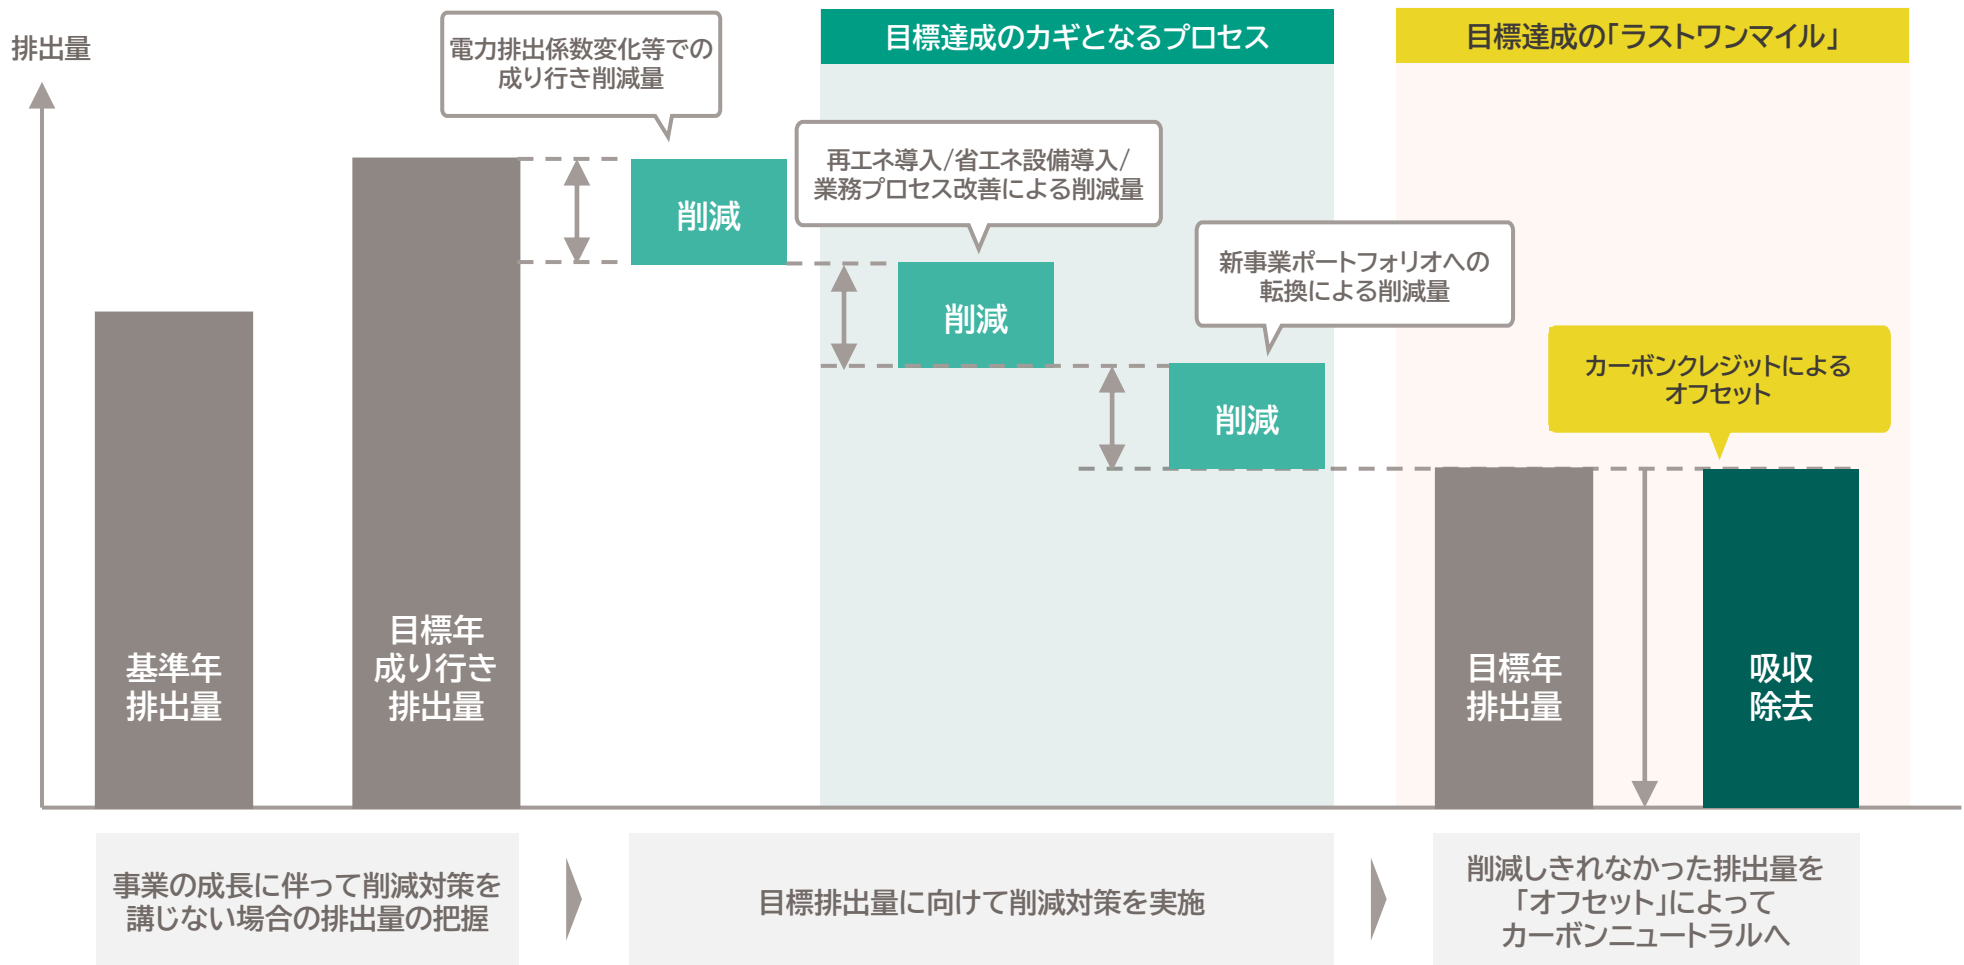 排出量
電力排出係数変化等での
成り行き削減量
目標達成のカギとなるプロセス
目標達成の「ラストワンマイル」
再エネ導入/省エネ設備導入/
業務プロセス改善による削減量
新事業ポートフォリオへの
転換による削減量
カーボンクレジットによる
オフセット
削減
削減
削減
基準年
排出量
目標年
成り行き
排出量
目標年
排出量
吸収
除去
事業の成長に伴って削減対策を
講じない場合の排出量の把握
目標排出量に向けて削減対策を実施
削減しきれなかった排出量を
「オフセット」によって
カーボンニュートラルへ